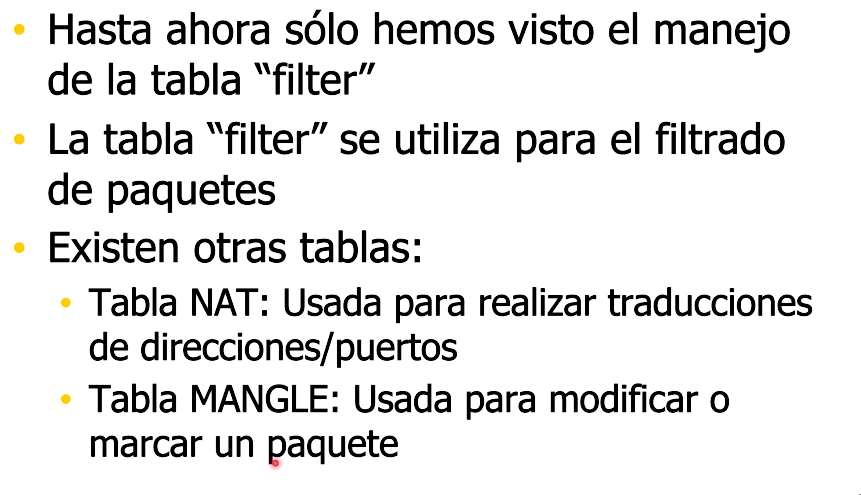 • Hasta ahora sólo hemos visto el manejo
de la tabla “filter”
• La tabla “filter” se utiliza para el filtrado
de paquetes
• Existen otras tablas:
• Tabla NAT: Usada para realizar traducciones
de direcciones/puertos
• Tabla MANGLE: Usada para modificar o
marcar un paquete